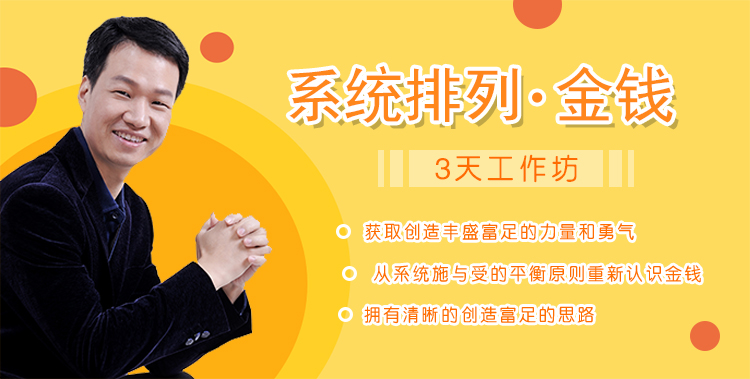 系统排列·金钱
3天工作坊
获取创造丰盛富足的力量和勇气
从系统施与受的平衡原则重新认识金钱
拥有清晰的创造富足的思路